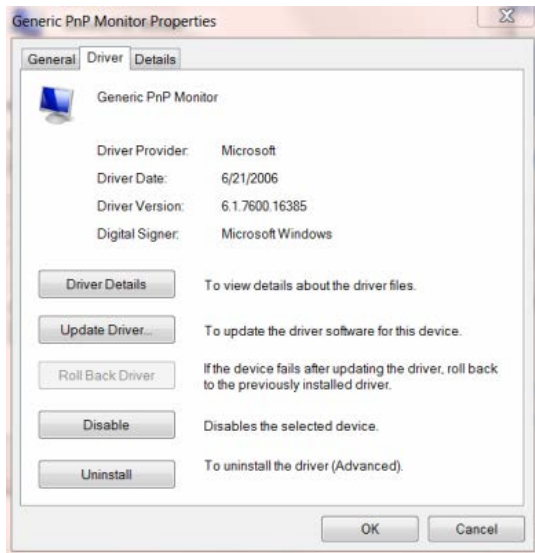 Generic PnP Monitor Properties
General Driver Details
Generic PnP Monitor
Driver Provider: Microsoft
Driver Date: 6/21/2006
Driver Version: 6.1.7600.16385
Digital Signer: Microsoft Windows
Driver Details To view details about the driver files.
Update Driver... To update the driver software for this device.
Roll Back Driver If the device fails after updating the driver, roll back
to the previously installed driver.
Disable Disables the selected device.
Uninstall To uninstall the driver (Advanced).
OK Cancel